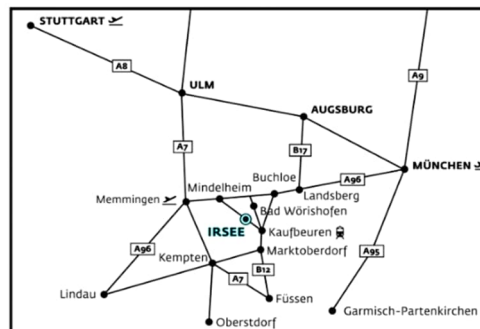 STUTTGART
A8
A9
ULM
AUGSBURG
A7
B17
MÜNCHEN
Buchloe
A96
Mindelheim
Landsberg
Memmingen
Bad Wörishofen
IRSEE
Kaufbeuren
A96
Marktoberdorf
A95
Kempten
A7
B12
Lindau
Füssen
Garmisch-Partenkirchen
Oberstdorf